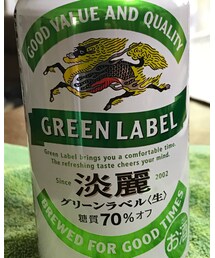 GOOD VALUE AND QUALITY
GREEN LABEL
Green Label brings you a comfortable time.
The refreshing taste cheers your mind.
Since 2002
淡麗
グリーンラベル〈生〉
糖質70%オフ
BREWED FOR GOOD TIMES
お酒